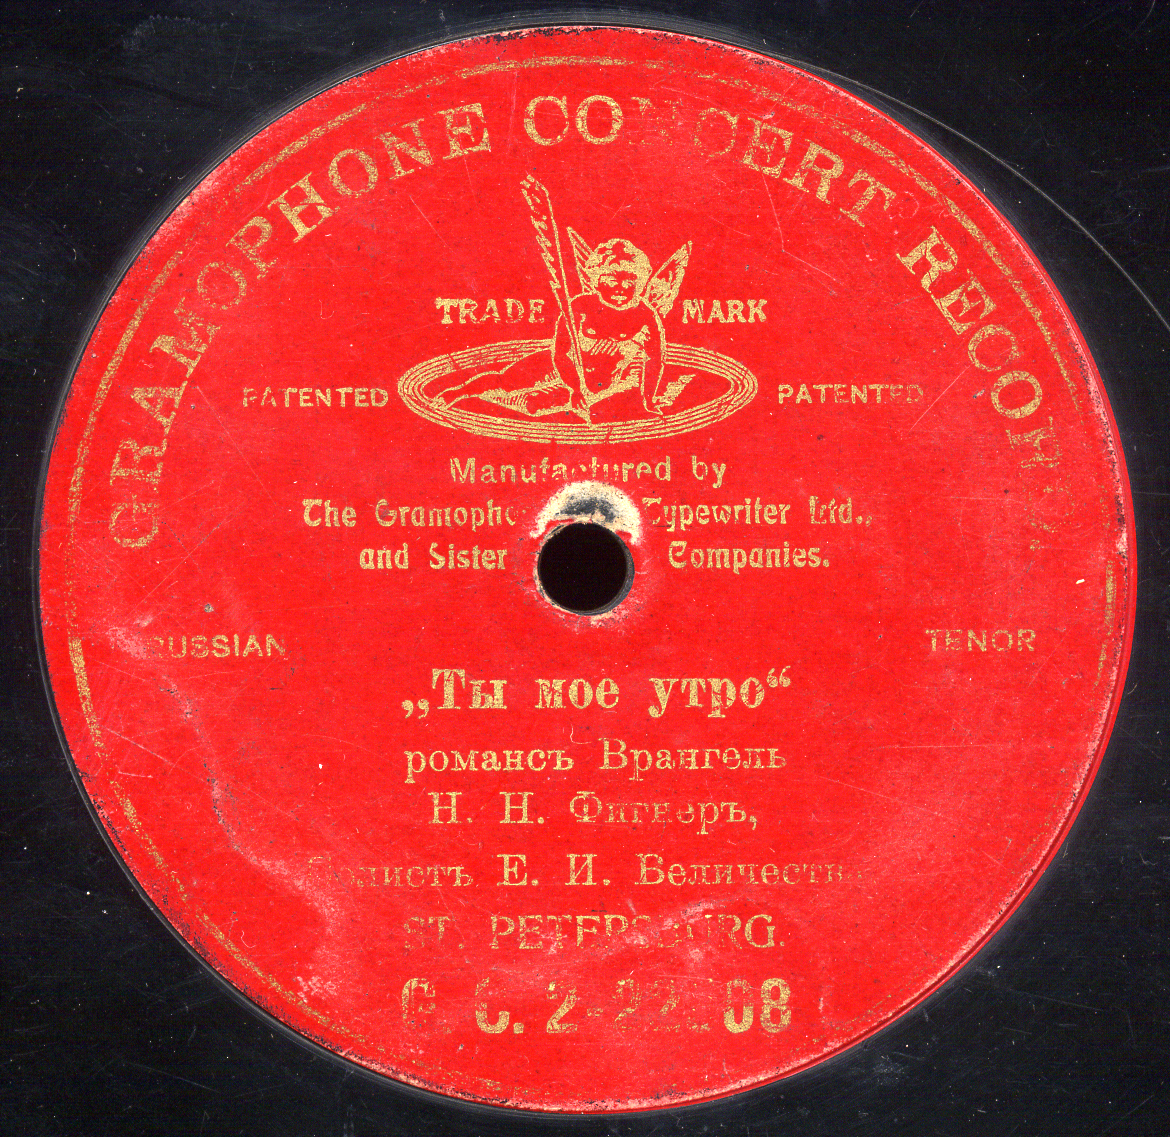 GRAMOPHONE CONCERT RECORD
TRADE MARK
PATENTED PATENTED
Manufactured by
The Gramophone Typewriter Ltd.,
and Sister Companies.
RUSSIAN TENOR
„Ты мое утро“
романсъ Врангель
Н. Н. Фигнеръ,
Солистъ Е. И. Величества
ST. PETERSBURG.
G. C. 2-